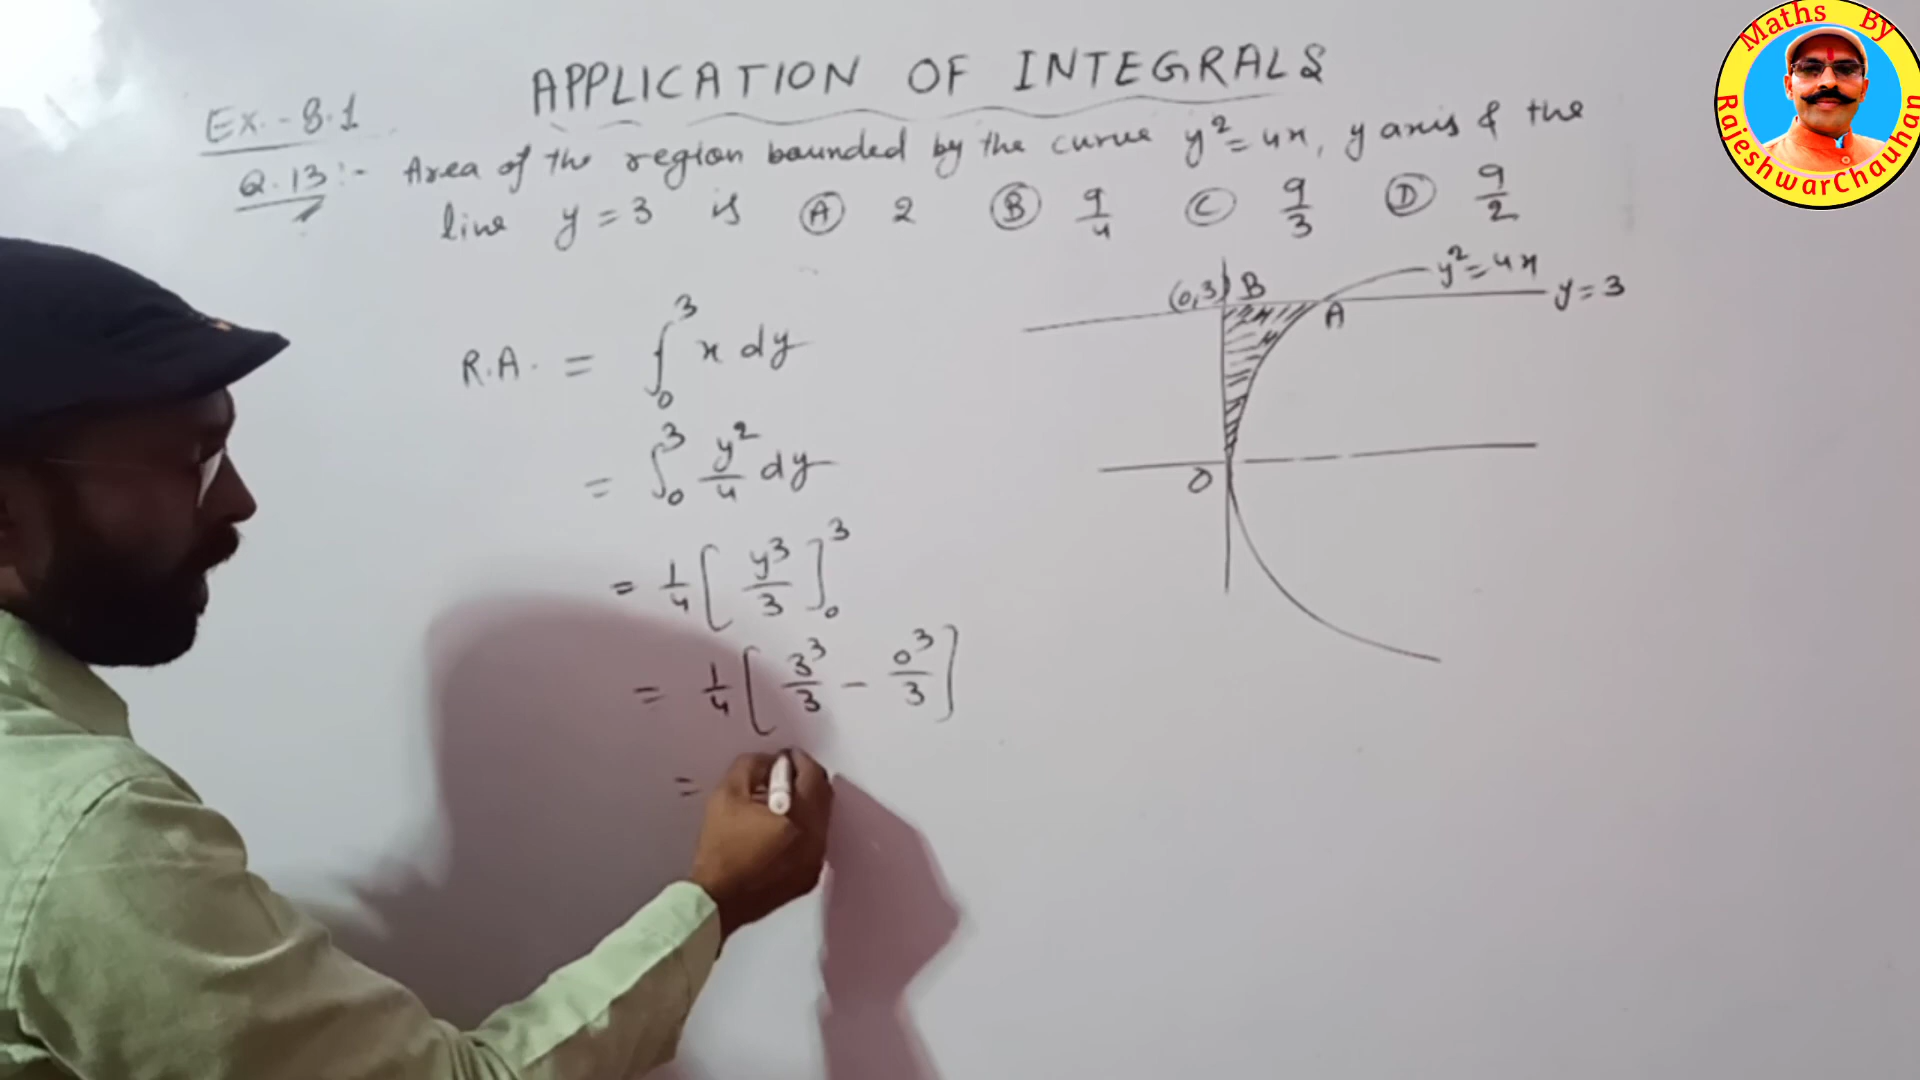 APPLICATION OF INTEGRALS
Ex.-8.1
Q.13:- Area of the region bounded by the curve y²=4x, y axis & the
line y=3 is (A) 2 (B) 9/4 (C) 9/3 (D) 9/2
R.A. = ∫₀³ x dy
= ∫₀³ y²/4 dy
= 1/4 [ y³/3 ]₀³
= 1/4 [ 3³/3 - 0³/3 ]
=
y²=4x
(0,3) B
y=3
A
O
Maths By
RajeshwarChauhan